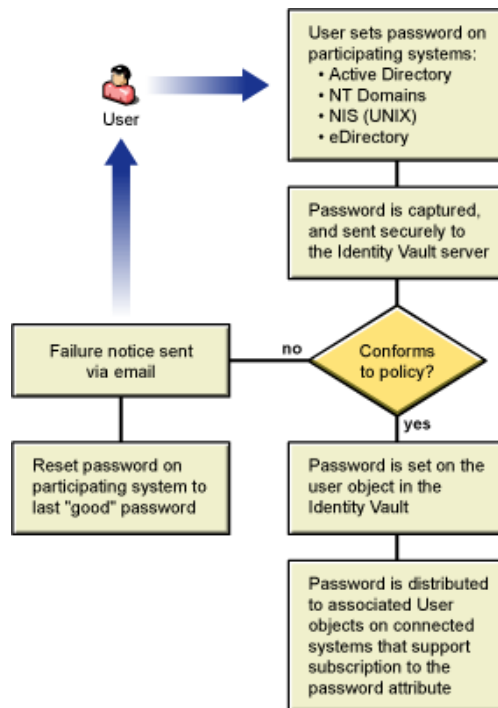 User
User sets password on
participating systems:
• Active Directory
• NT Domains
• NIS (UNIX)
• eDirectory
Password is captured,
and sent securely to
the Identity Vault server
Conforms
to policy?
no
Failure notice sent
via email
Reset password on
participating system to
last "good" password
yes
Password is set on the
user object in the
Identity Vault
Password is distributed
to associated User
objects on connected
systems that support
subscription to the
password attribute